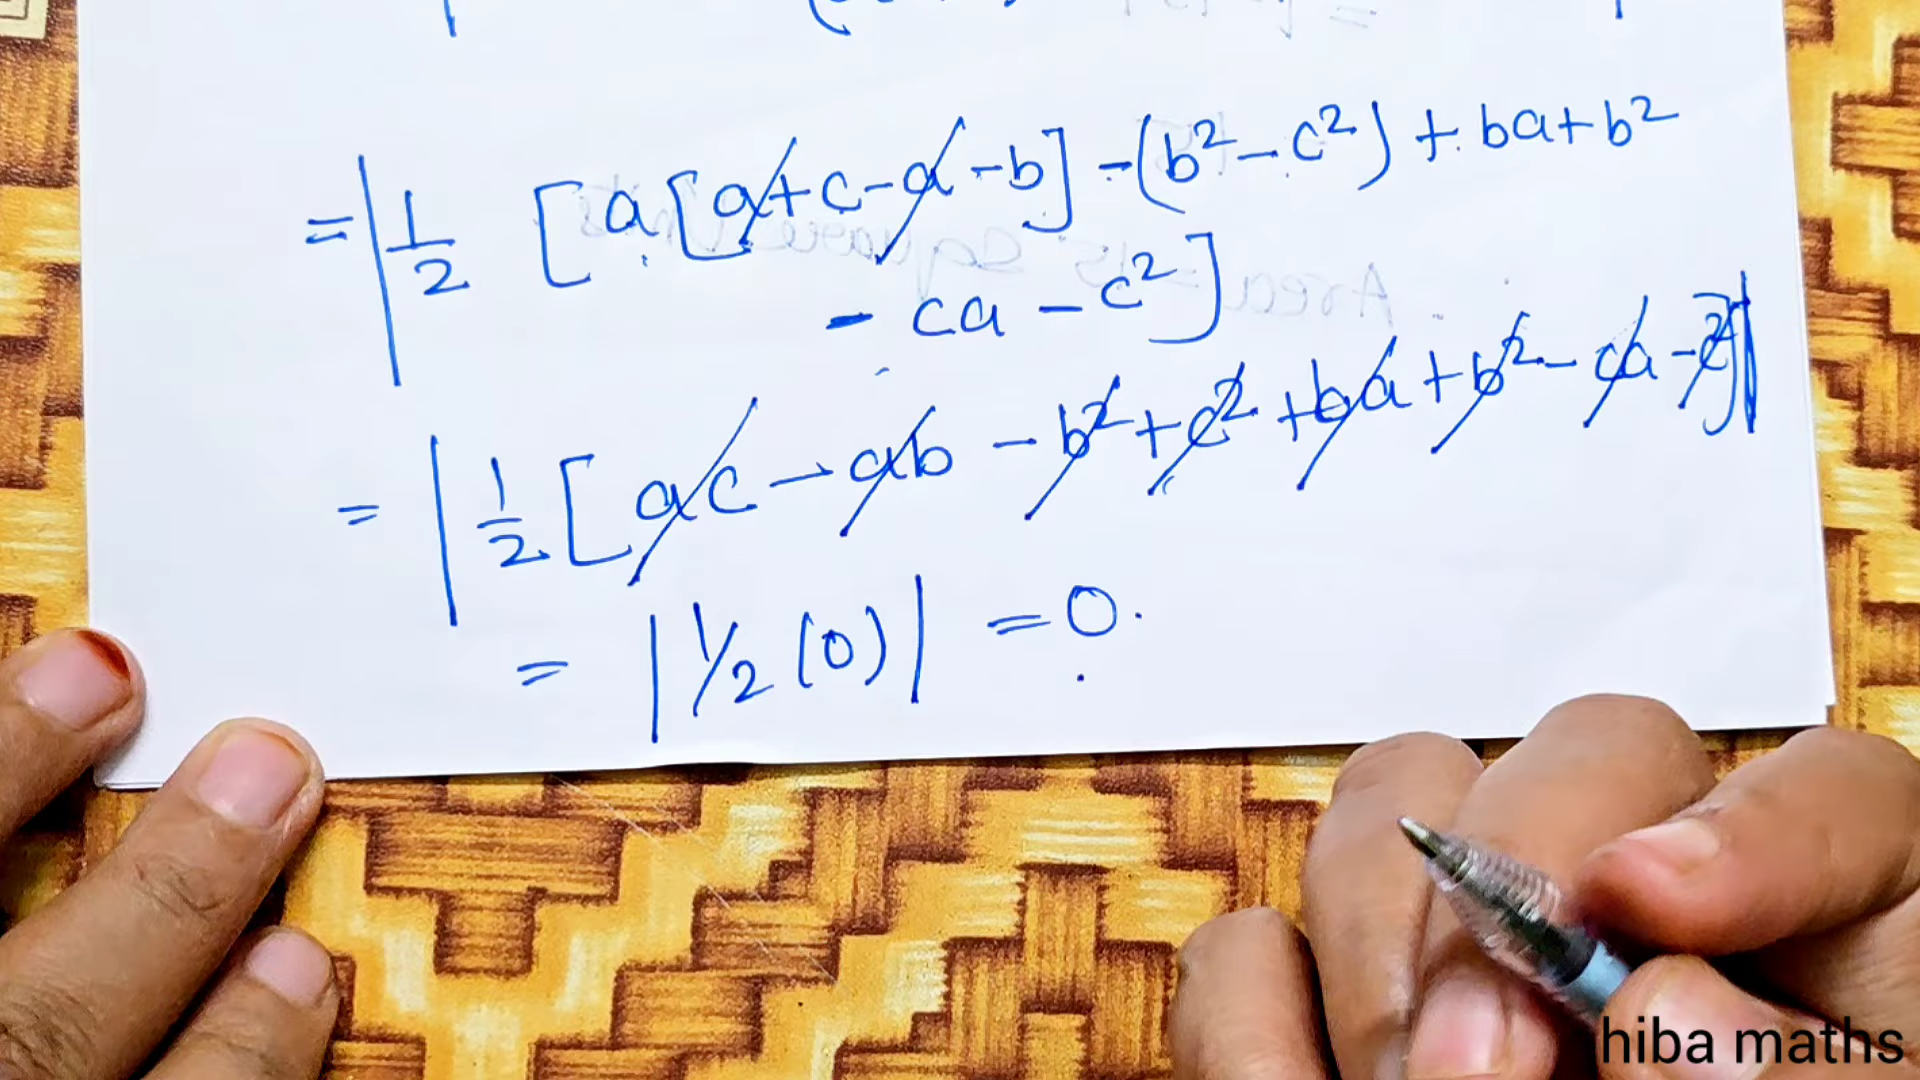 = | 1/2 [a[a+c-a-b] - (b² - c²) + ba + b²
- ca - c²]
= | 1/2 [ac - ab - b² + c² + ba + b² - ca - c²]|
= | 1/2 (0) | = 0.
hiba maths